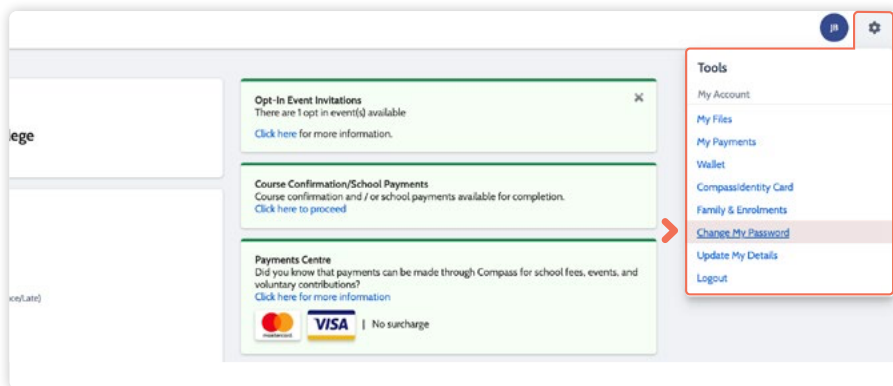 JB
lege
ce/Late)
Opt-In Event Invitations
There are 1 opt in event(s) available
Click here for more information.
Course Confirmation/School Payments
Course confirmation and / or school payments available for completion.
Click here to proceed
Payments Centre
Did you know that payments can be made through Compass for school fees, events, and
voluntary contributions?
Click here for more information
mastercard VISA | No surcharge
Tools
My Account
My Files
My Payments
Wallet
CompassIdentity Card
Family & Enrolments
Change My Password
Update My Details
Logout